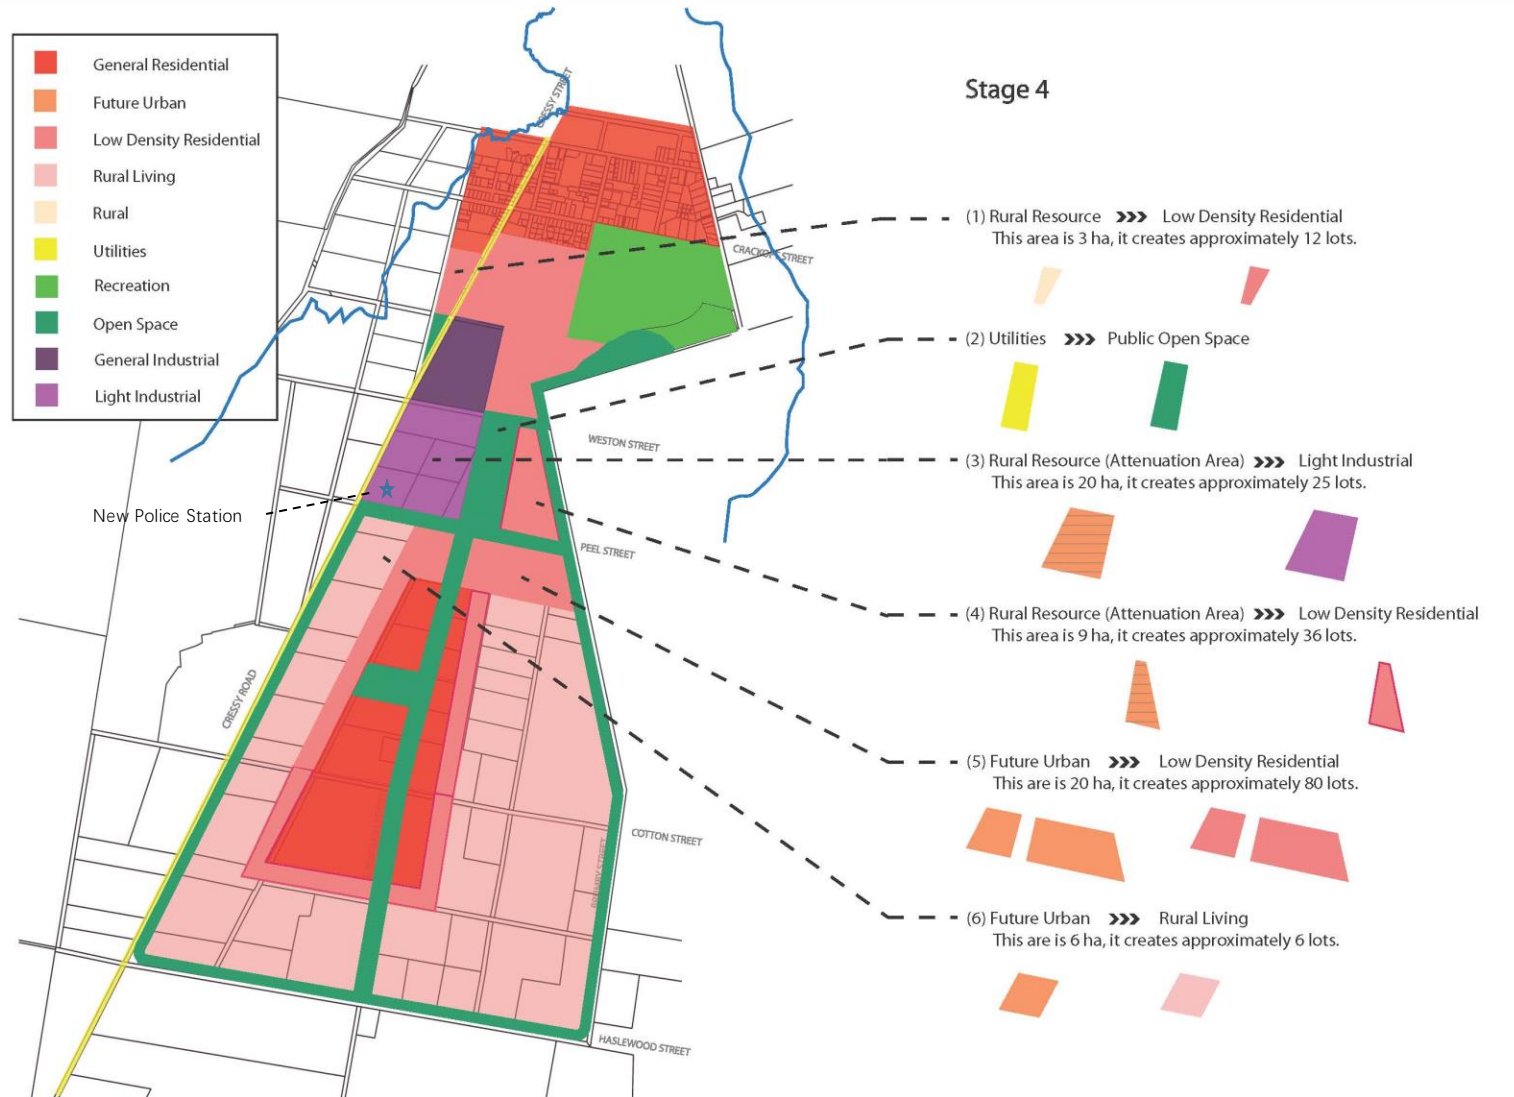 General Residential
Future Urban
Low Density Residential
Rural Living
Rural
Utilities
Recreation
Open Space
General Industrial
Light Industrial
CRESSY STREET
STREET
WESTON STREET
New Police Station
PEEL STREET
CRESSY ROAD
COTTON STREET
STREET
HASLEWOOD STREET
Stage 4
(1) Rural Resource >>> Low Density Residential
This area is 3 ha, it creates approximately 12 lots.
(2) Utilities >>> Public Open Space
(3) Rural Resource (Attenuation Area) >>> Light Industrial
This area is 20 ha, it creates approximately 25 lots.
(4) Rural Resource (Attenuation Area) >>> Low Density Residential
This area is 9 ha, it creates approximately 36 lots.
(5) Future Urban >>> Low Density Residential
This are is 20 ha, it creates approximately 80 lots.
(6) Future Urban >>> Rural Living
This are is 6 ha, it creates approximately 6 lots.